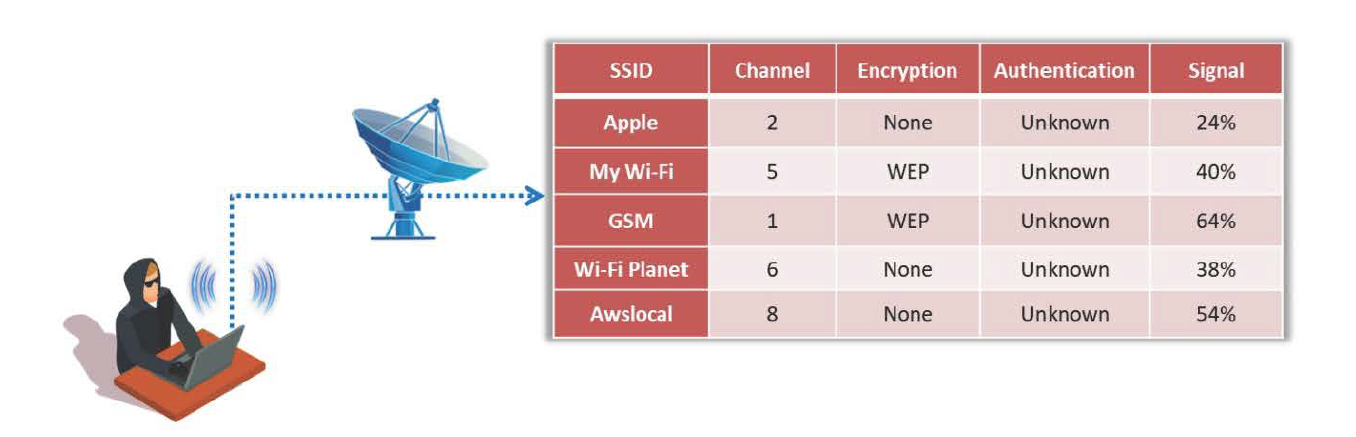 SSID Channel Encryption Authentication Signal
Apple 2 None Unknown 24%
My Wi-Fi 5 WEP Unknown 40%
GSM 1 WEP Unknown 64%
Wi-Fi Planet 6 None Unknown 38%
Awslocal 8 None Unknown 54%